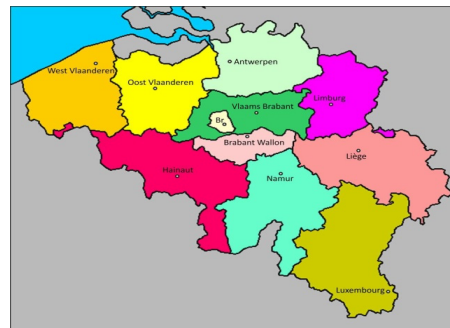 Antwerpen
West Vlaanderen
Oost Vlaanderen
Limburg
Vlaams Brabant
Br
Brabant Wallon
Liège
Hainaut
Namur
Luxembourg